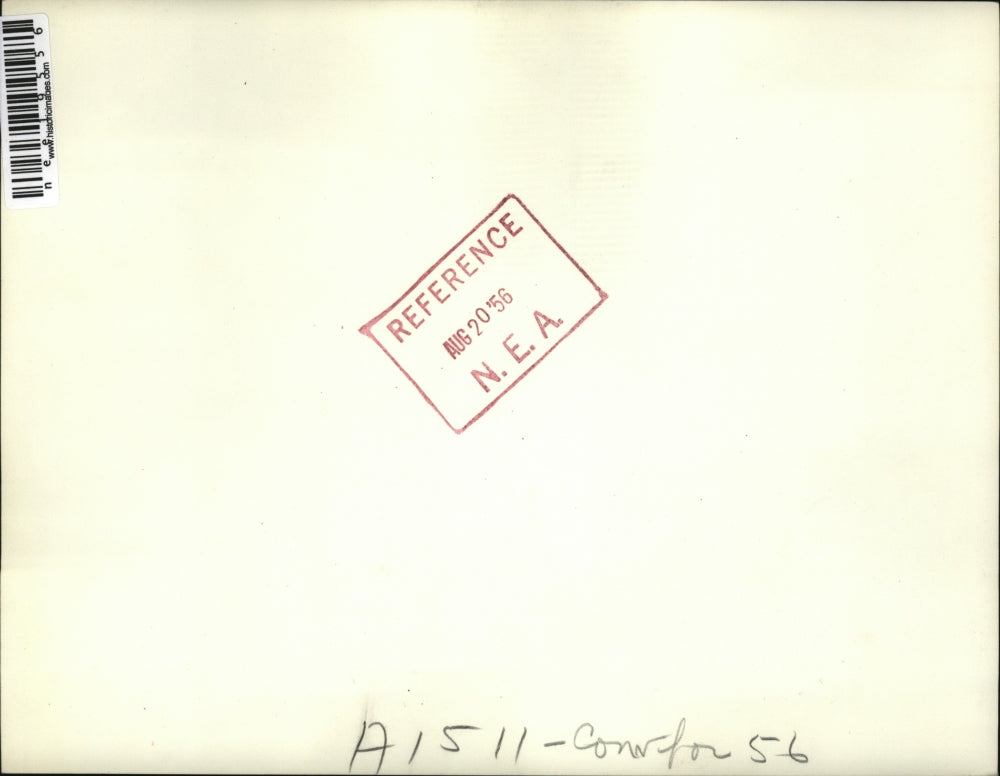 REFERENCE
AUG 20 '56
N. E. A.
A1511 - Conv for 56
www.historicimages.com